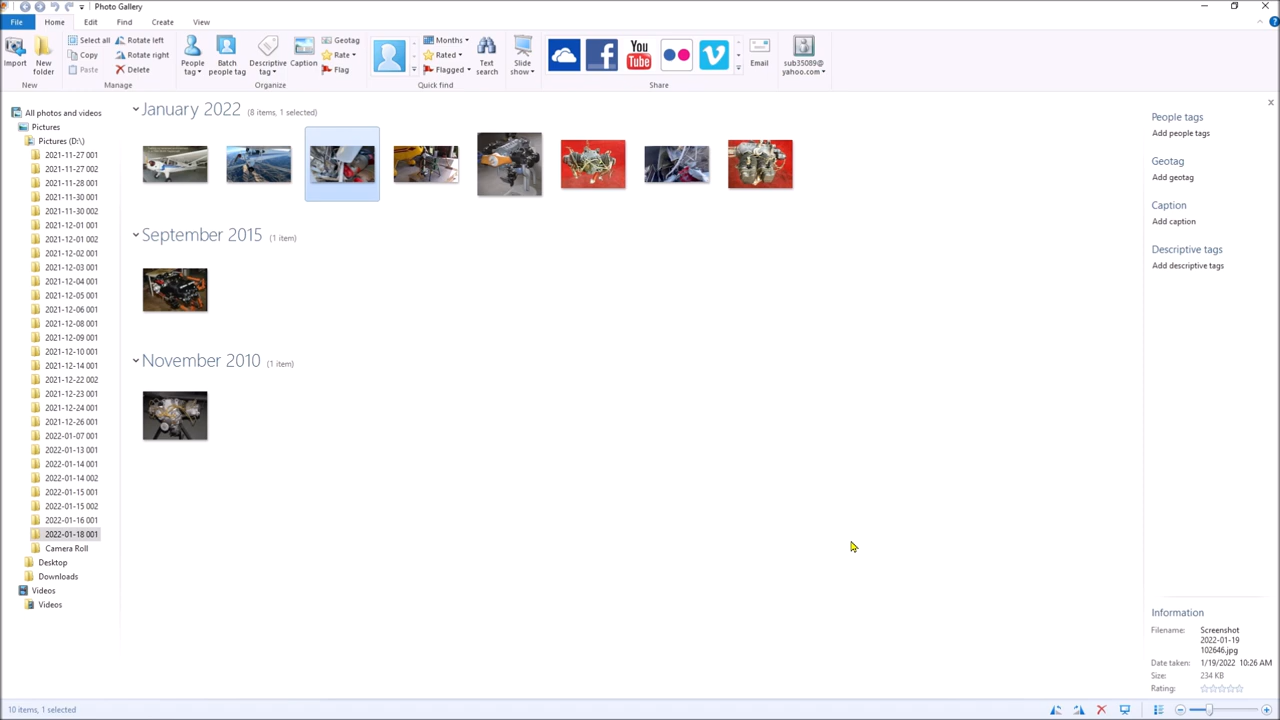 Photo Gallery
File Home Edit Find Create View
Import
New folder
Select all
Copy
Paste
Rotate left
Rotate right
Delete
People tag
Batch people tag
Descriptive tag
Caption
Geotag
Rate
Flag
Months
Rated
Flagged
Text search
Slide show
You Tube
Email
sub35089@ yahoo.com
New Manage Organize Quick find Share
All photos and videos
Pictures
Pictures (D:\)
2021-11-27 001
2021-11-27 002
2021-11-28 001
2021-11-30 001
2021-11-30 002
2021-12-01 001
2021-12-01 002
2021-12-02 001
2021-12-03 001
2021-12-04 001
2021-12-05 001
2021-12-06 001
2021-12-08 001
2021-12-09 001
2021-12-10 001
2021-12-14 001
2021-12-22 002
2021-12-23 001
2021-12-24 001
2021-12-26 001
2022-01-07 001
2022-01-13 001
2022-01-14 001
2022-01-14 002
2022-01-15 001
2022-01-15 002
2022-01-16 001
2022-01-18 001
Camera Roll
Desktop
Downloads
Videos
Videos
January 2022 (8 items, 1 selected)
September 2015 (1 item)
November 2010 (1 item)
People tags
Add people tags
Geotag
Add geotag
Caption
Add caption
Descriptive tags
Add descriptive tags
Information
Filename: Screenshot
2022-01-19
102646.jpg
Date taken: 1/19/2022 10:26 AM
Size: 234 KB
Rating:
10 items, 1 selected